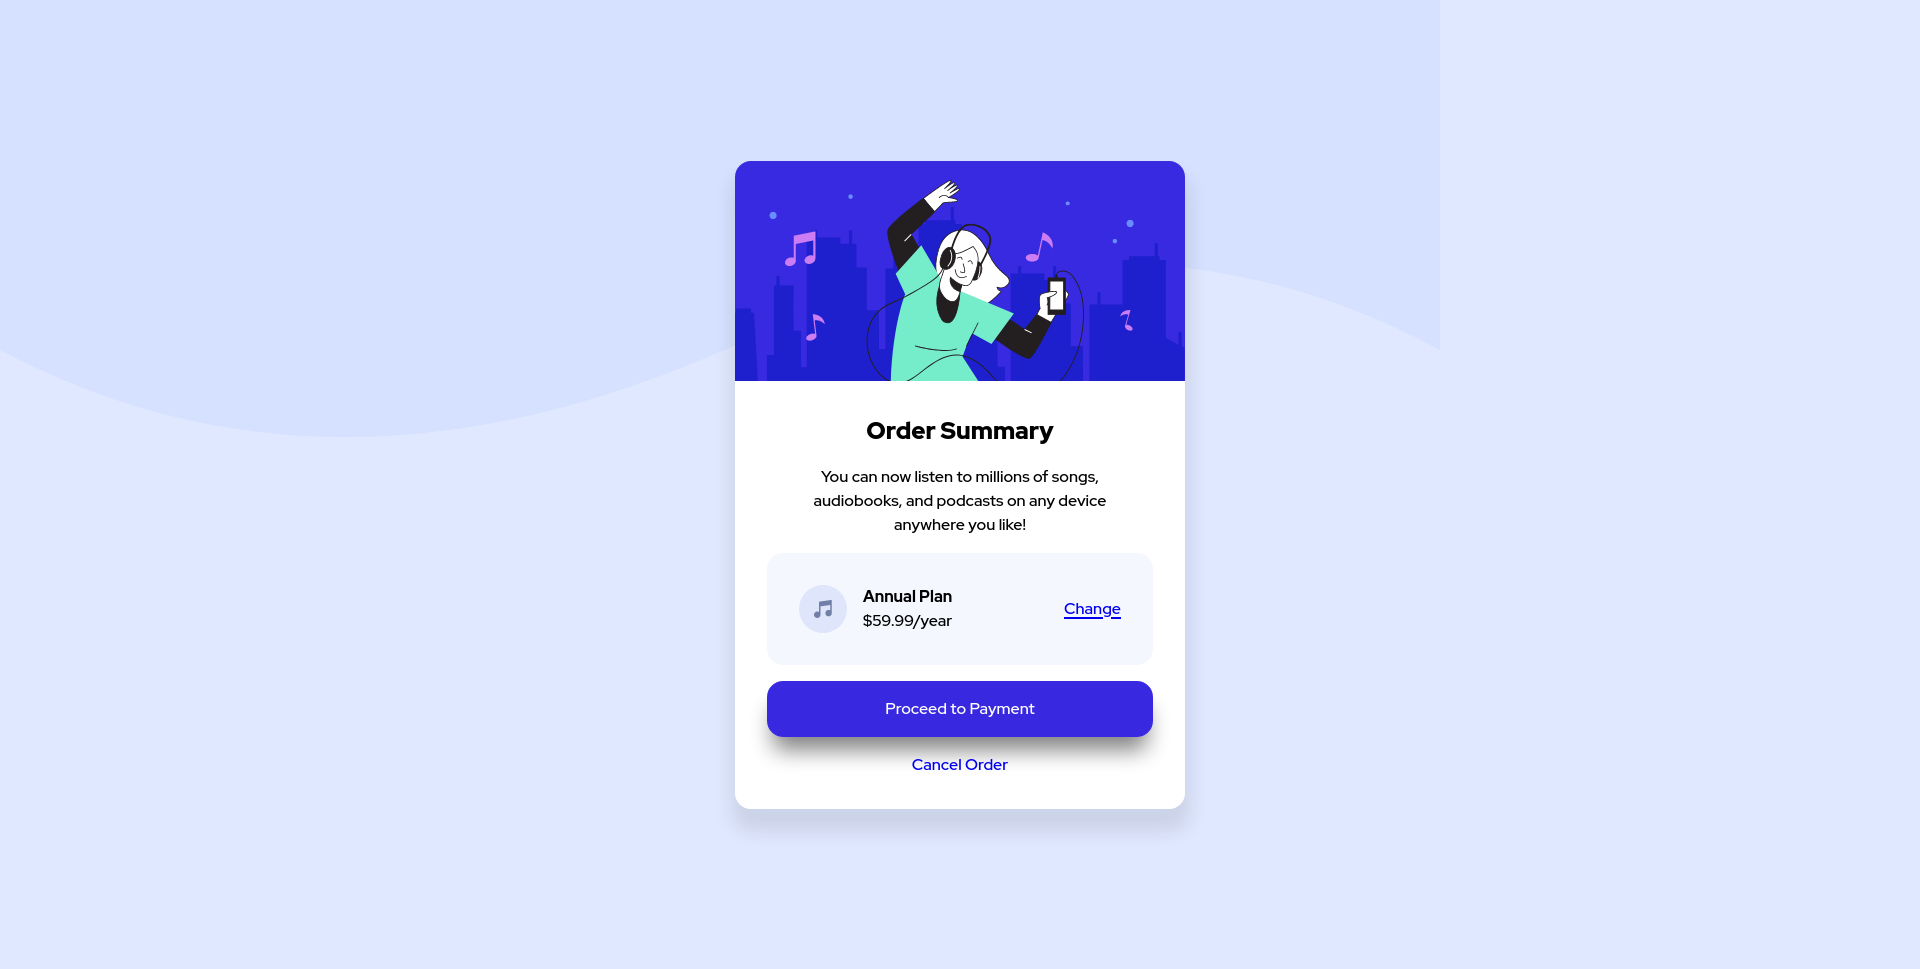 Order Summary
You can now listen to millions of songs,
audiobooks, and podcasts on any device
anywhere you like!
Annual Plan
$59.99/year
Change
Proceed to Payment
Cancel Order